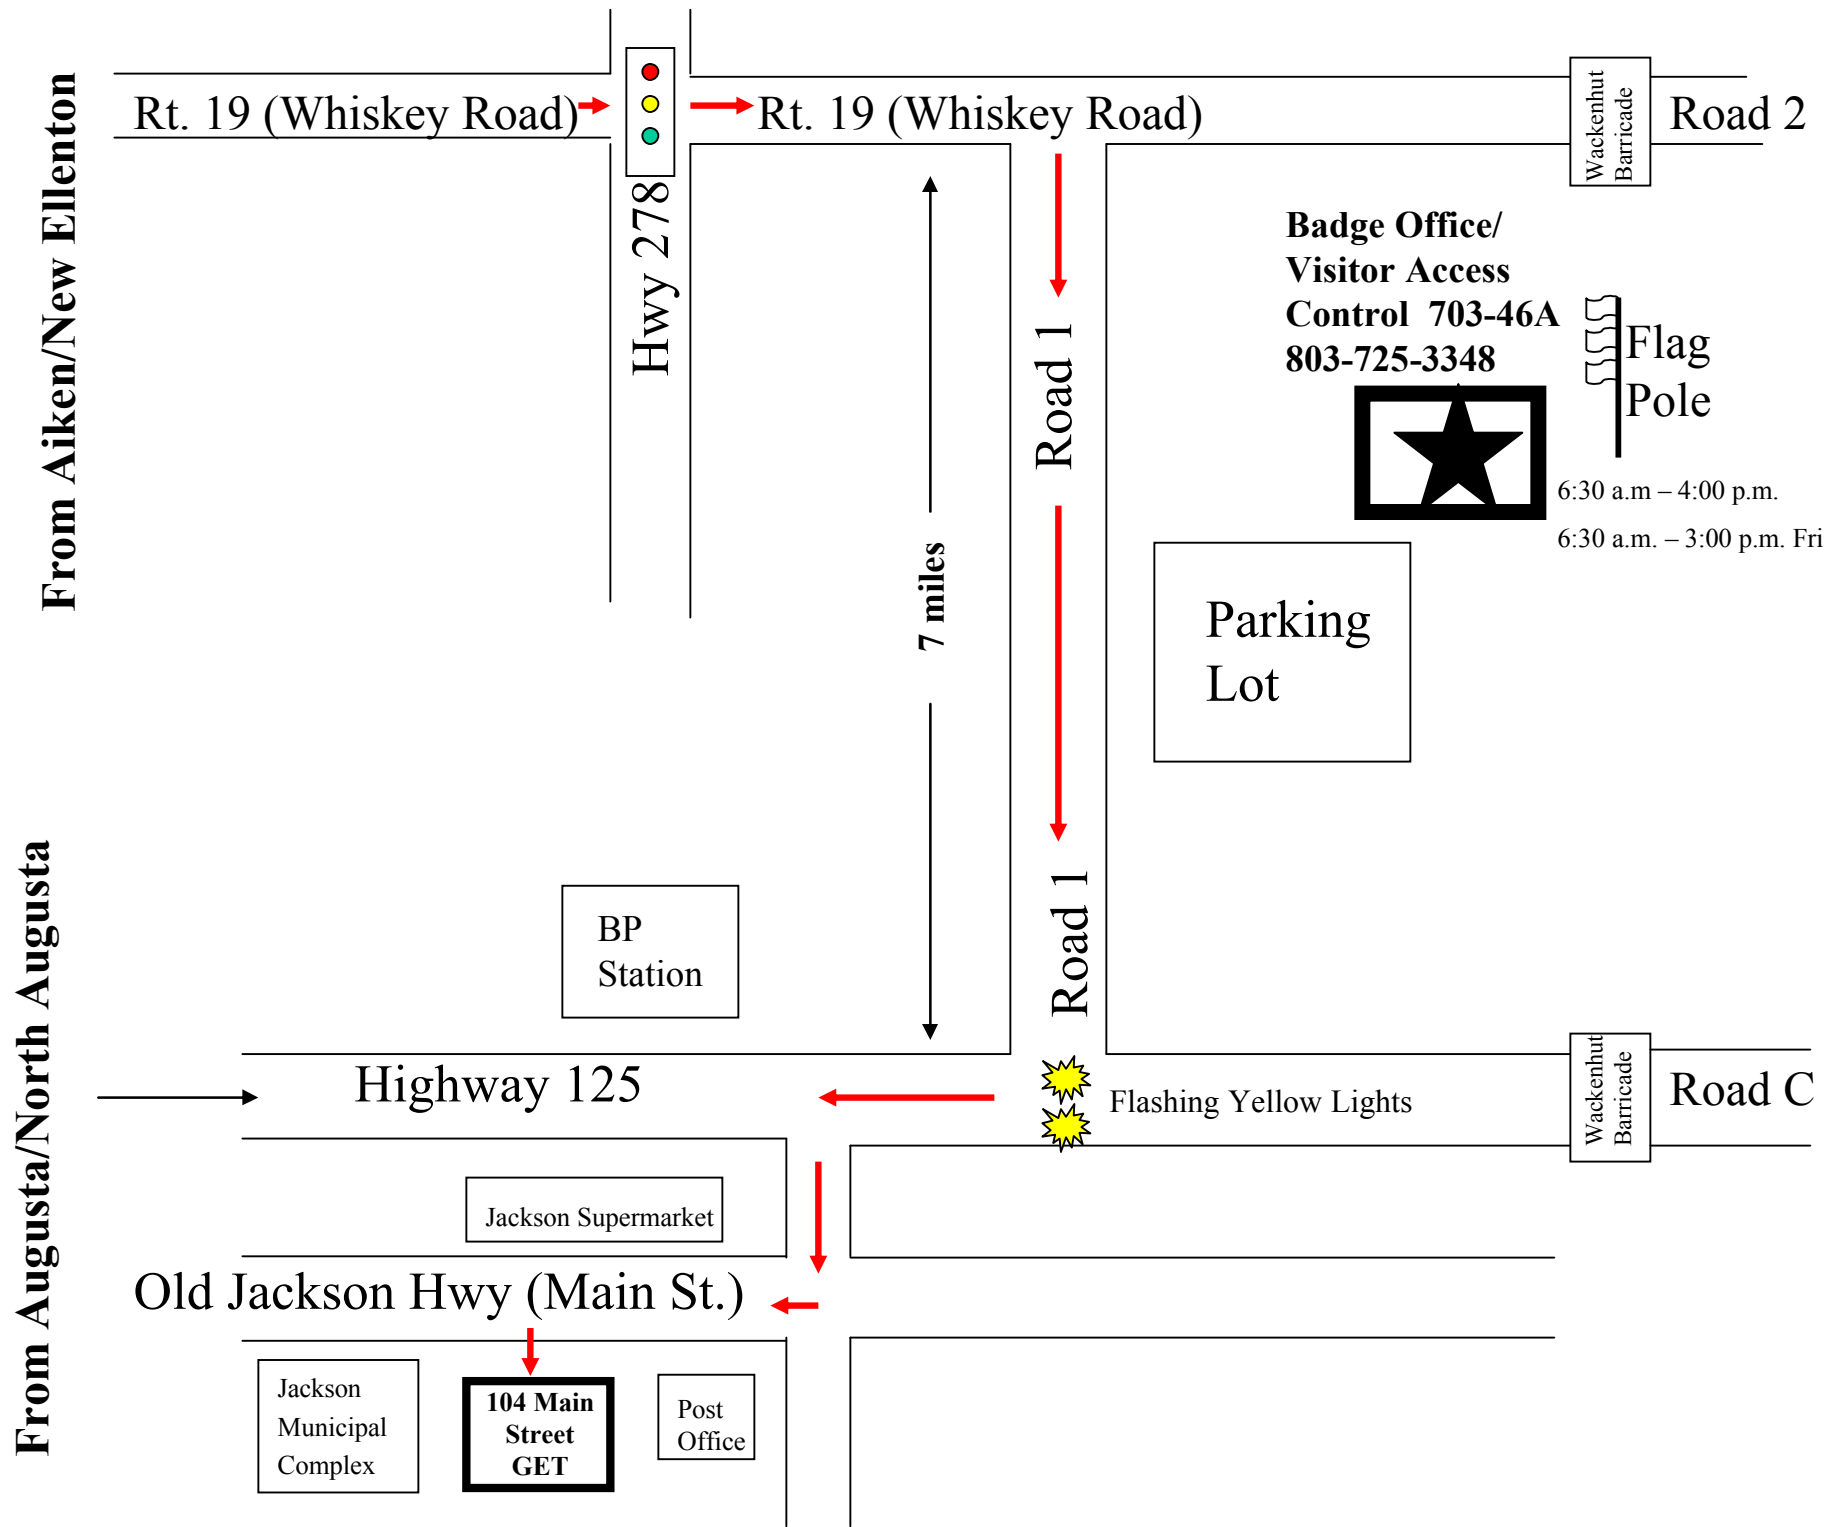 From Aiken/New Ellenton
Rt. 19 (Whiskey Road)
Rt. 19 (Whiskey Road)
Wackenhut
Barricade
Road 2
Hwy 278
Badge Office/
Visitor Access
Control 703-46A
803-725-3348
Flag
Pole
Road 1
6:30 a.m – 4:00 p.m.
6:30 a.m. – 3:00 p.m. Fri
7 miles
Parking
Lot
From Augusta/North Augusta
BP
Station
Road 1
Highway 125
Flashing Yellow Lights
Wackenhut
Barricade
Road C
Jackson Supermarket
Old Jackson Hwy (Main St.)
Jackson
Municipal
Complex
104 Main
Street
GET
Post
Office